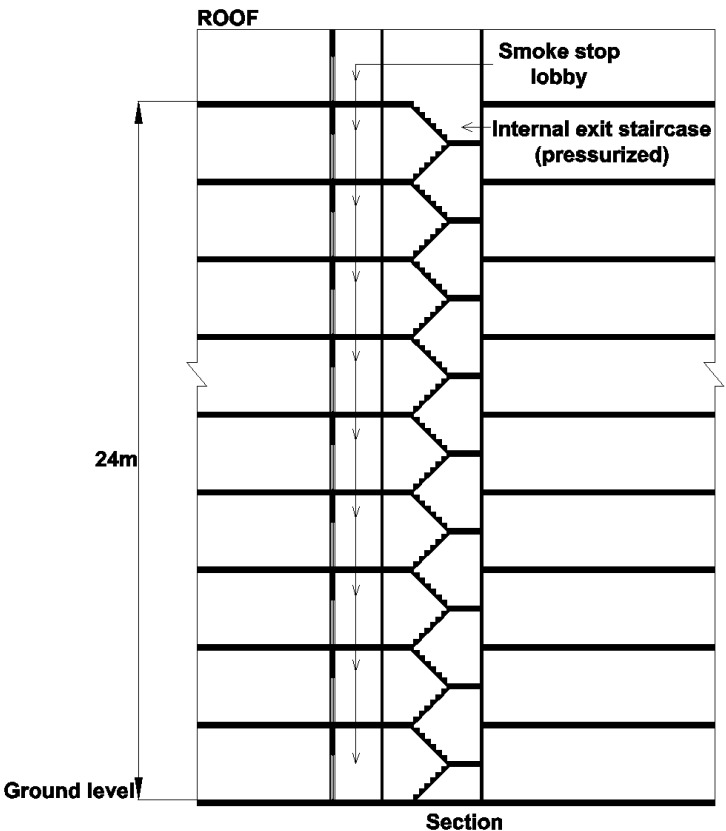 ROOF
Smoke stop
lobby
Internal exit staircase
(pressurized)
24m
Ground level
Section